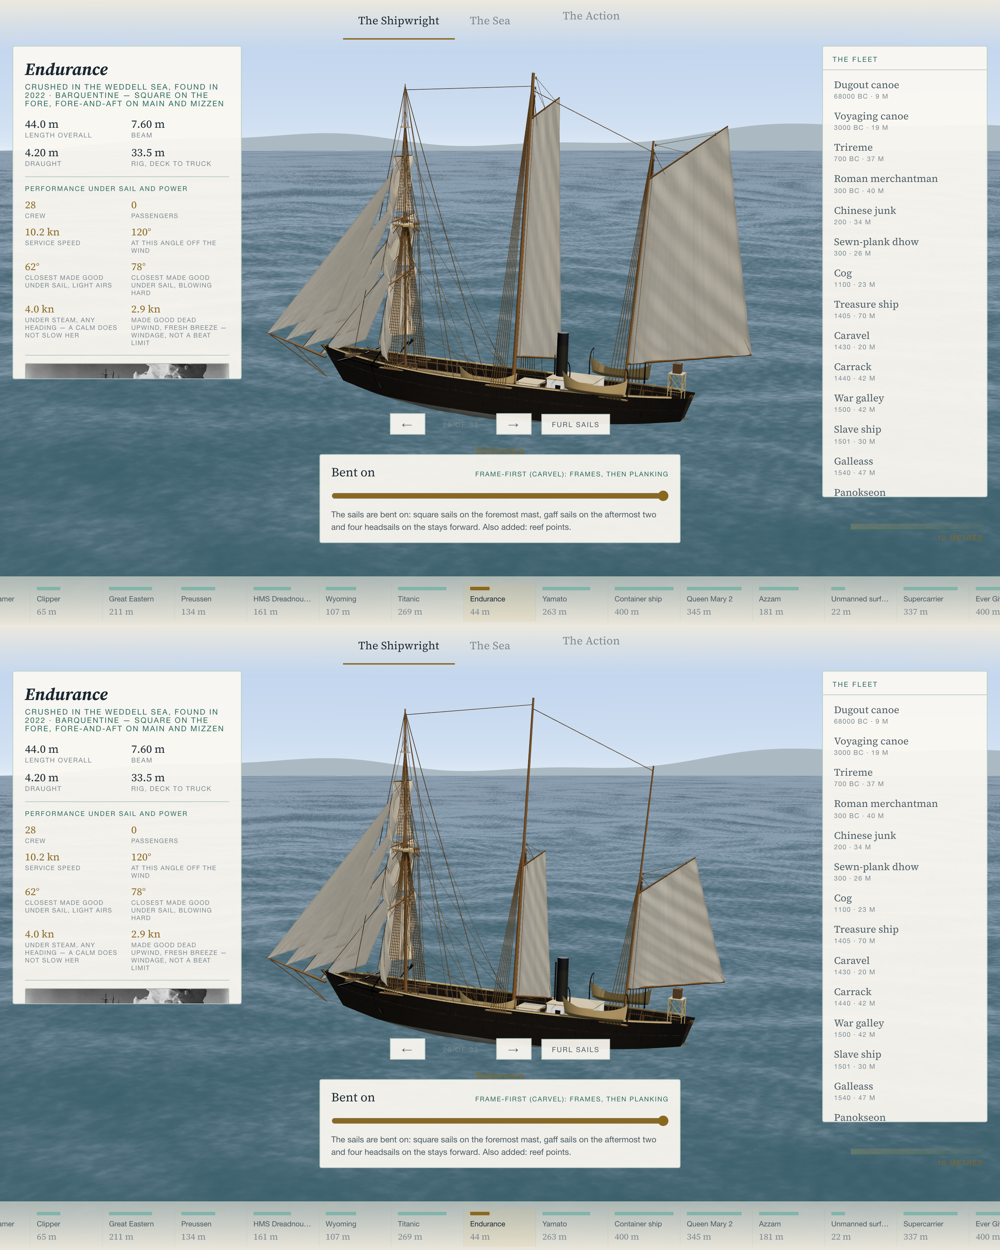 The Shipwright
The Sea
The Action
Endurance
CRUSHED IN THE WEDDELL SEA, FOUND IN
2022 · BARQUENTINE — SQUARE ON THE
FORE, FORE-AND-AFT ON MAIN AND MIZZEN
44.0 m
LENGTH OVERALL
7.60 m
BEAM
4.20 m
DRAUGHT
33.5 m
RIG, DECK TO TRUCK
PERFORMANCE UNDER SAIL AND POWER
28
CREW
0
PASSENGERS
10.2 kn
SERVICE SPEED
120°
AT THIS ANGLE OFF THE
WIND
62°
CLOSEST MADE GOOD
UNDER SAIL, LIGHT AIRS
78°
CLOSEST MADE GOOD
UNDER SAIL, BLOWING
HARD
4.0 kn
UNDER STEAM, ANY
HEADING — A CALM DOES
NOT SLOW HER
2.9 kn
MADE GOOD DEAD
UPWIND, FRESH BREEZE —
WINDAGE, NOT A BEAT
LIMIT
THE FLEET
Dugout canoe
68000 BC · 9 M
Voyaging canoe
3000 BC · 19 M
Trireme
700 BC · 37 M
Roman merchantman
300 BC · 40 M
Chinese junk
200 · 34 M
Sewn-plank dhow
300 · 26 M
Cog
1100 · 23 M
Treasure ship
1405 · 70 M
Caravel
1430 · 20 M
Carrack
1440 · 42 M
War galley
1500 · 42 M
Slave ship
1501 · 30 M
Galleass
1540 · 47 M
Panokseon
← → FURL SAILS
Bent on
FRAME-FIRST (CARVEL): FRAMES, THEN PLANKING
The sails are bent on: square sails on the foremost mast, gaff sails on the aftermost two
and four headsails on the stays forward. Also added: reef points.
amer
Clipper
65 m
Great Eastern
211 m
Preussen
134 m
HMS Dreadnou...
161 m
Wyoming
107 m
Titanic
269 m
Endurance
44 m
Yamato
263 m
Container ship
400 m
Queen Mary 2
345 m
Azzam
181 m
Unmanned surf...
22 m
Supercarrier
337 m
Ever Gi
400 m
The Shipwright
The Sea
The Action
Endurance
CRUSHED IN THE WEDDELL SEA, FOUND IN
2022 · BARQUENTINE — SQUARE ON THE
FORE, FORE-AND-AFT ON MAIN AND MIZZEN
44.0 m
LENGTH OVERALL
7.60 m
BEAM
4.20 m
DRAUGHT
33.5 m
RIG, DECK TO TRUCK
PERFORMANCE UNDER SAIL AND POWER
28
CREW
0
PASSENGERS
10.2 kn
SERVICE SPEED
120°
AT THIS ANGLE OFF THE
WIND
62°
CLOSEST MADE GOOD
UNDER SAIL, LIGHT AIRS
78°
CLOSEST MADE GOOD
UNDER SAIL, BLOWING
HARD
4.0 kn
UNDER STEAM, ANY
HEADING — A CALM DOES
NOT SLOW HER
2.9 kn
MADE GOOD DEAD
UPWIND, FRESH BREEZE —
WINDAGE, NOT A BEAT
LIMIT
THE FLEET
Dugout canoe
68000 BC · 9 M
Voyaging canoe
3000 BC · 19 M
Trireme
700 BC · 37 M
Roman merchantman
300 BC · 40 M
Chinese junk
200 · 34 M
Sewn-plank dhow
300 · 26 M
Cog
1100 · 23 M
Treasure ship
1405 · 70 M
Caravel
1430 · 20 M
Carrack
1440 · 42 M
War galley
1500 · 42 M
Slave ship
1501 · 30 M
Galleass
1540 · 47 M
Panokseon
← → FURL SAILS
Bent on
FRAME-FIRST (CARVEL): FRAMES, THEN PLANKING
The sails are bent on: square sails on the foremost mast, gaff sails on the aftermost two
and four headsails on the stays forward. Also added: reef points.
amer
Clipper
65 m
Great Eastern
211 m
Preussen
134 m
HMS Dreadnou...
161 m
Wyoming
107 m
Titanic
269 m
Endurance
44 m
Yamato
263 m
Container ship
400 m
Queen Mary 2
345 m
Azzam
181 m
Unmanned surf...
22 m
Supercarrier
337 m
Ever Gi
400 m